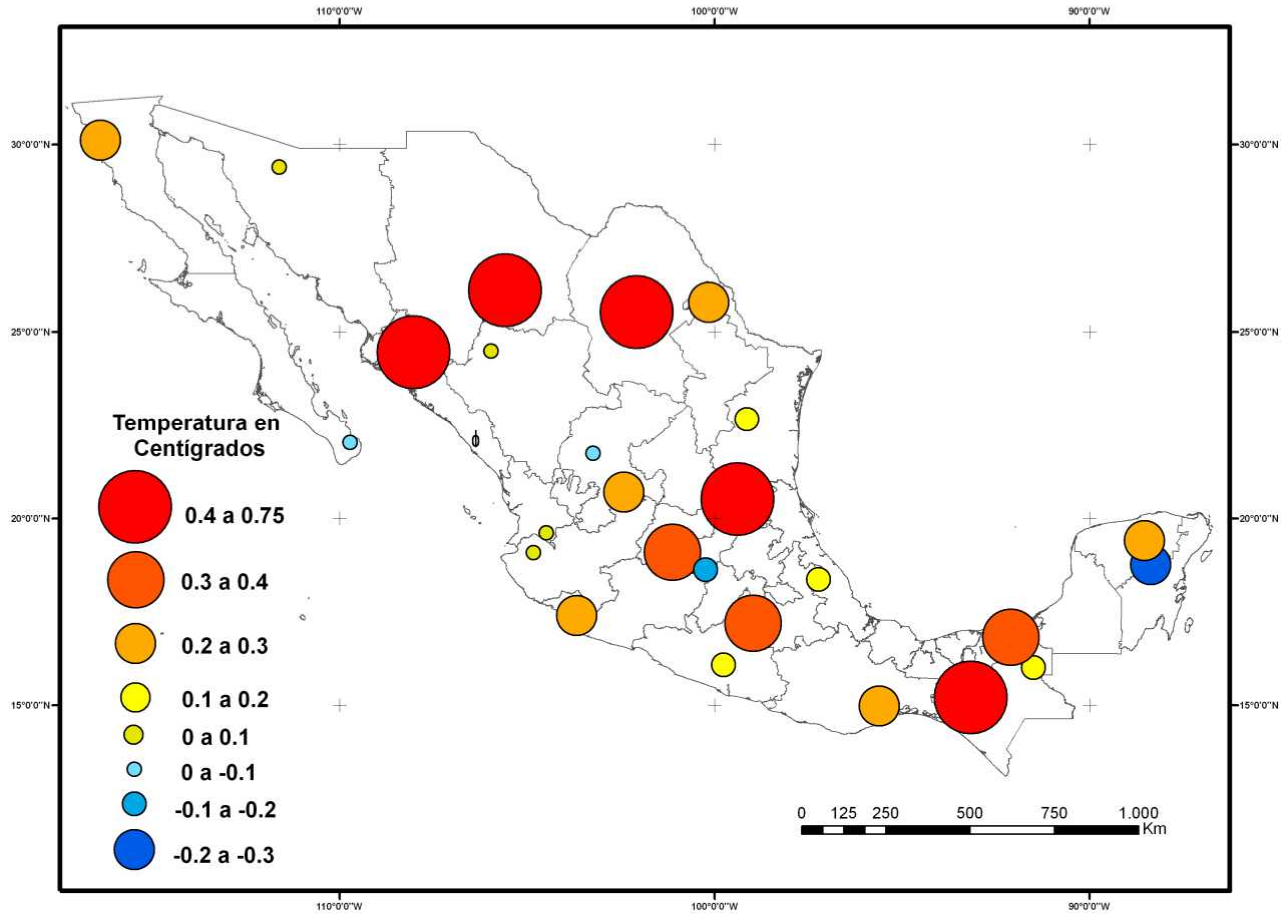 110°0'0"W 100°0'0"W 90°0'0"W
30°0'0"N 30°0'0"N
25°0'0"N 25°0'0"N
20°0'0"N 20°0'0"N
15°0'0"N 15°0'0"N
Temperatura en
Centígrados
0.4 a 0.75
0.3 a 0.4
0.2 a 0.3
0.1 a 0.2
0 a 0.1
0 a -0.1
-0.1 a -0.2
-0.2 a -0.3
0 125 250 500 750 1.000
Km
110°0'0"W 100°0'0"W 90°0'0"W